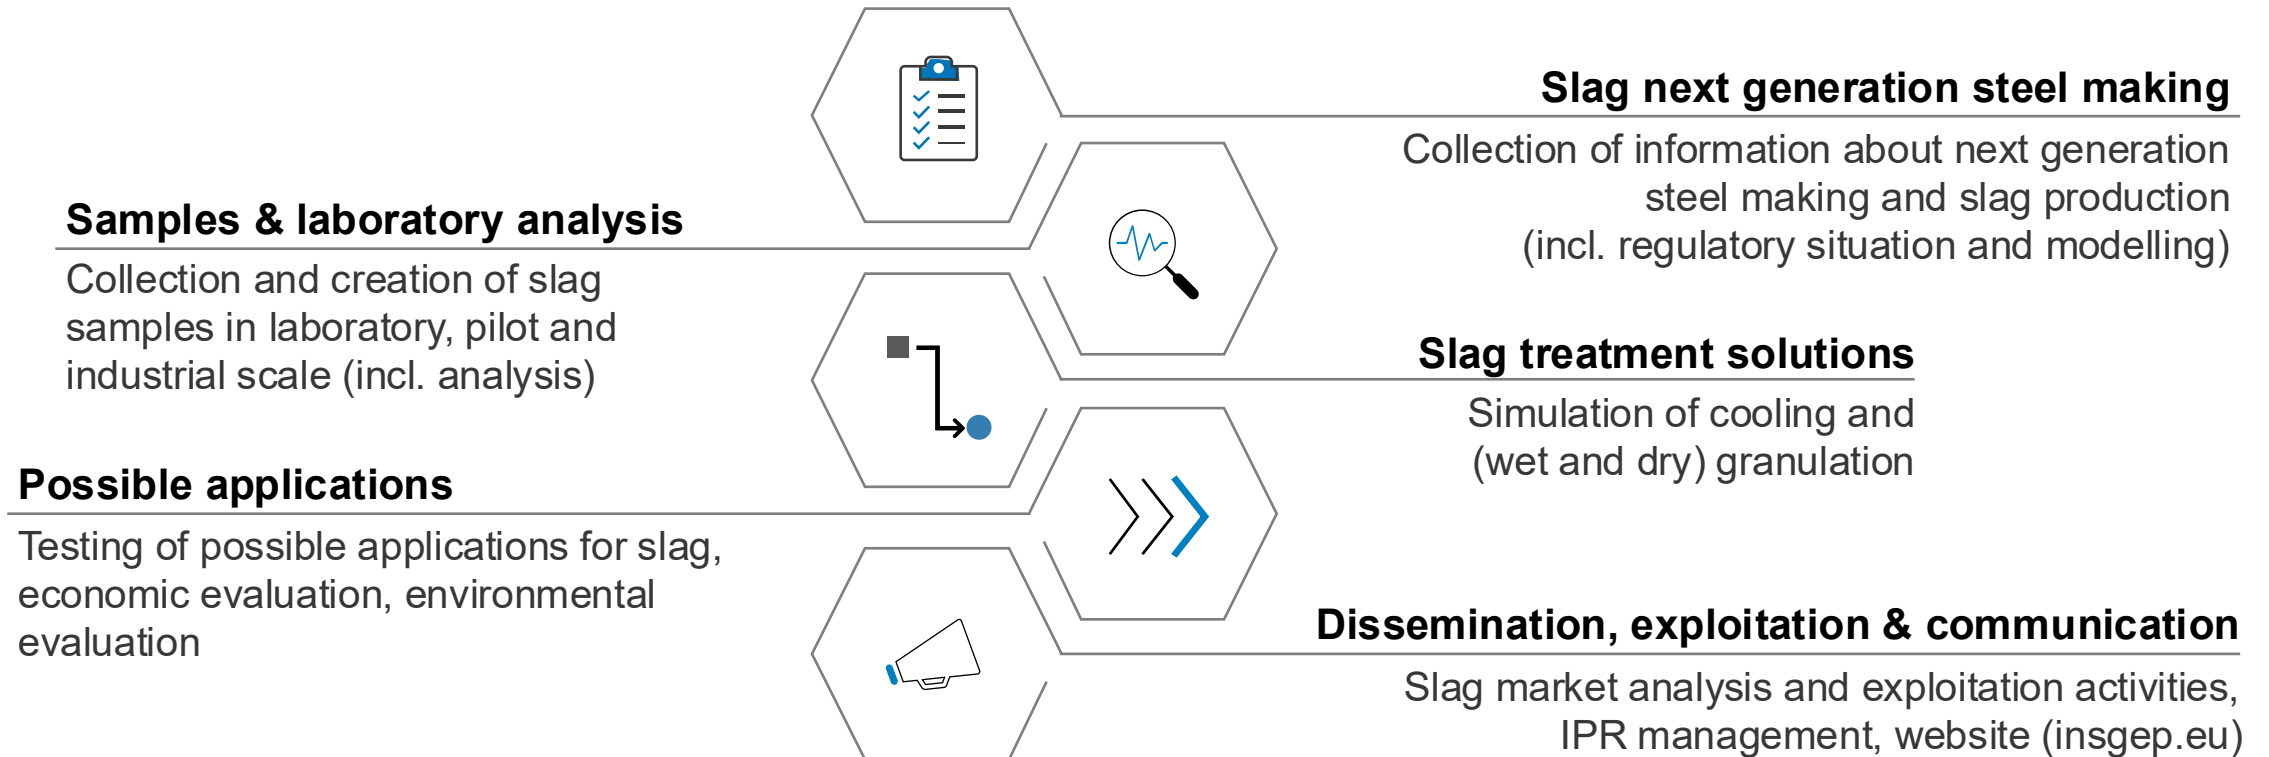 Slag next generation steel making
Collection of information about next generation
steel making and slag production
(incl. regulatory situation and modelling)
Samples & laboratory analysis
Collection and creation of slag
samples in laboratory, pilot and
industrial scale (incl. analysis)
Slag treatment solutions
Simulation of cooling and
(wet and dry) granulation
Possible applications
Testing of possible applications for slag,
economic evaluation, environmental
evaluation
Dissemination, exploitation & communication
Slag market analysis and exploitation activities,
IPR management, website (insgep.eu)